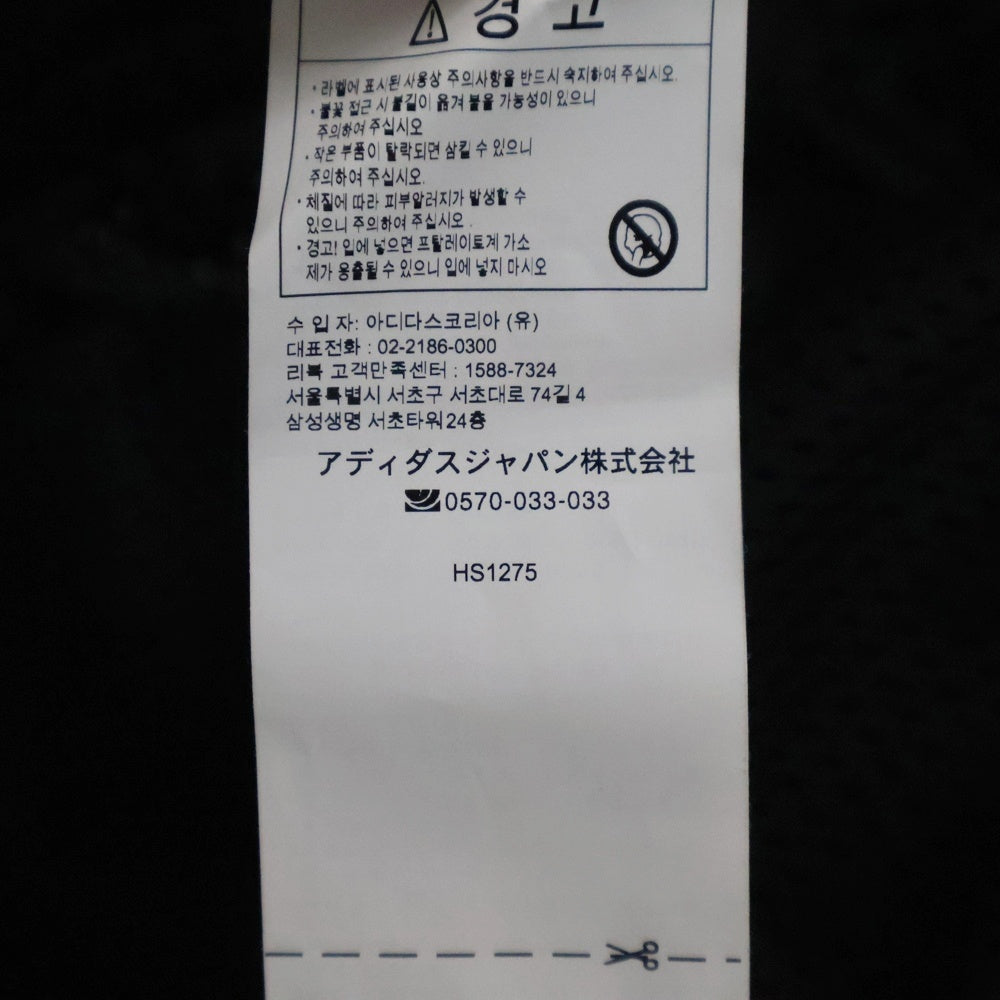 경고
· 라벨에 표시된 사용상 주의사항을 반드시 숙지하여 주십시오.
· 불꽃 접근 시 불길이 옮겨 붙을 가능성이 있으니
주의하여 주십시오
· 작은 부품이 탈락되면 삼킬 수 있으니
주의하여 주십시오.
· 체질에 따라 피부알러지가 발생할 수
있으니 주의하여 주십시오 .
· 경고! 입에 넣으면 프탈레이트계 가소
제가 용출될 수 있으니 입에 넣지 마시오
수 입 자: 아디다스코리아 (유)
대표전화 : 02-2186-0300
리복 고객만족센터 : 1588-7324
서울특별시 서초구 서초대로 74길 4
삼성생명 서초타워24층
アディダスジャパン株式会社
0570-033-033
HS1275